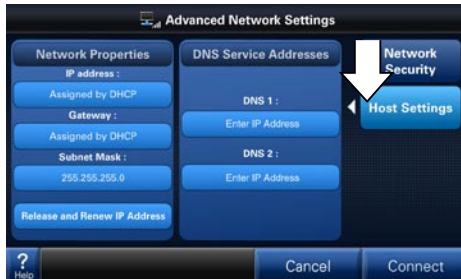 Advanced Network Settings
Network Properties
IP address :
Assigned by DHCP
Gateway :
Assigned by DHCP
Subnet Mask :
255.255.255.0
Release and Renew IP Address
DNS Service Addresses
DNS 1 :
Enter IP Address
DNS 2 :
Enter IP Address
Network
Security
Host Settings
?
Help
Cancel
Connect